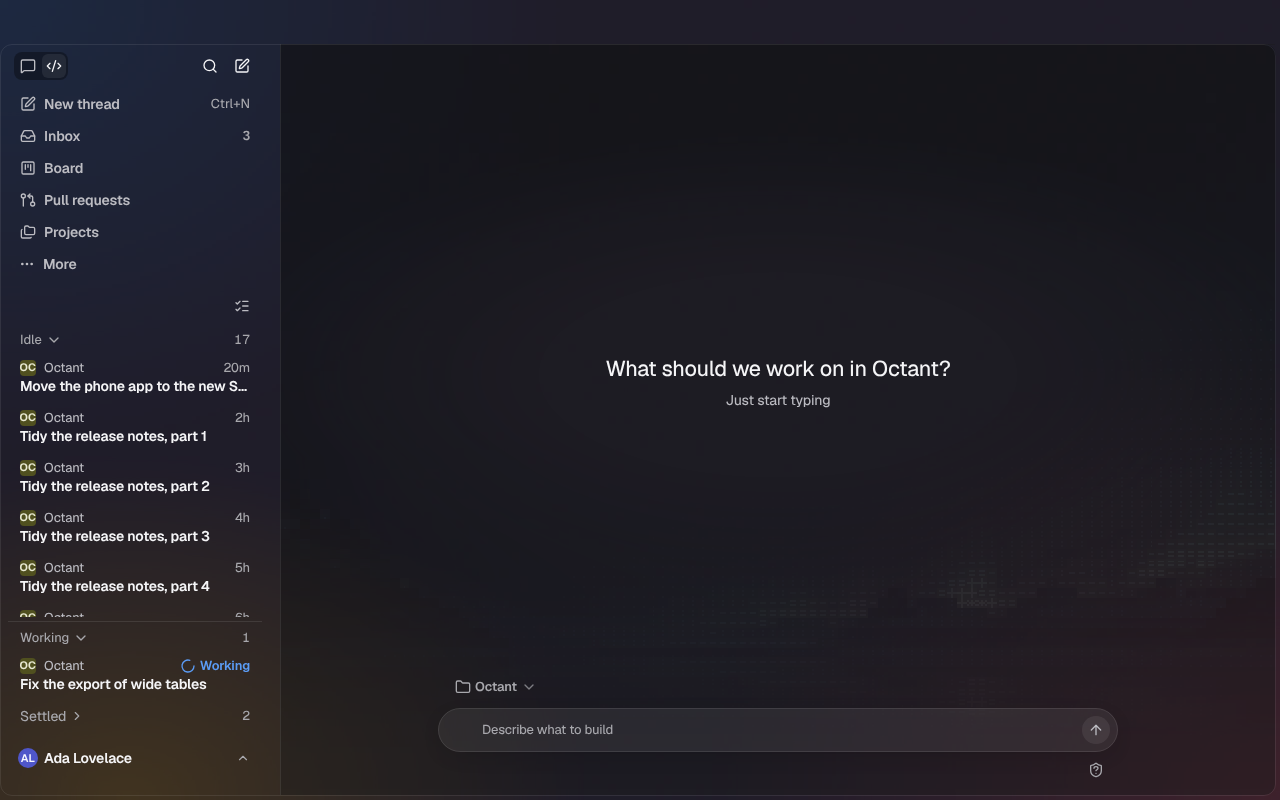 New thread Ctrl+N
Inbox 3
Board
Pull requests
Projects
More
Idle 17
OC Octant 20m
Move the phone app to the new S...
OC Octant 2h
Tidy the release notes, part 1
OC Octant 3h
Tidy the release notes, part 2
OC Octant 4h
Tidy the release notes, part 3
OC Octant 5h
Tidy the release notes, part 4
OC Octant 6h
Working 1
OC Octant Working
Fix the export of wide tables
Settled 2
AL Ada Lovelace
What should we work on in Octant?
Just start typing
Octant
Describe what to build